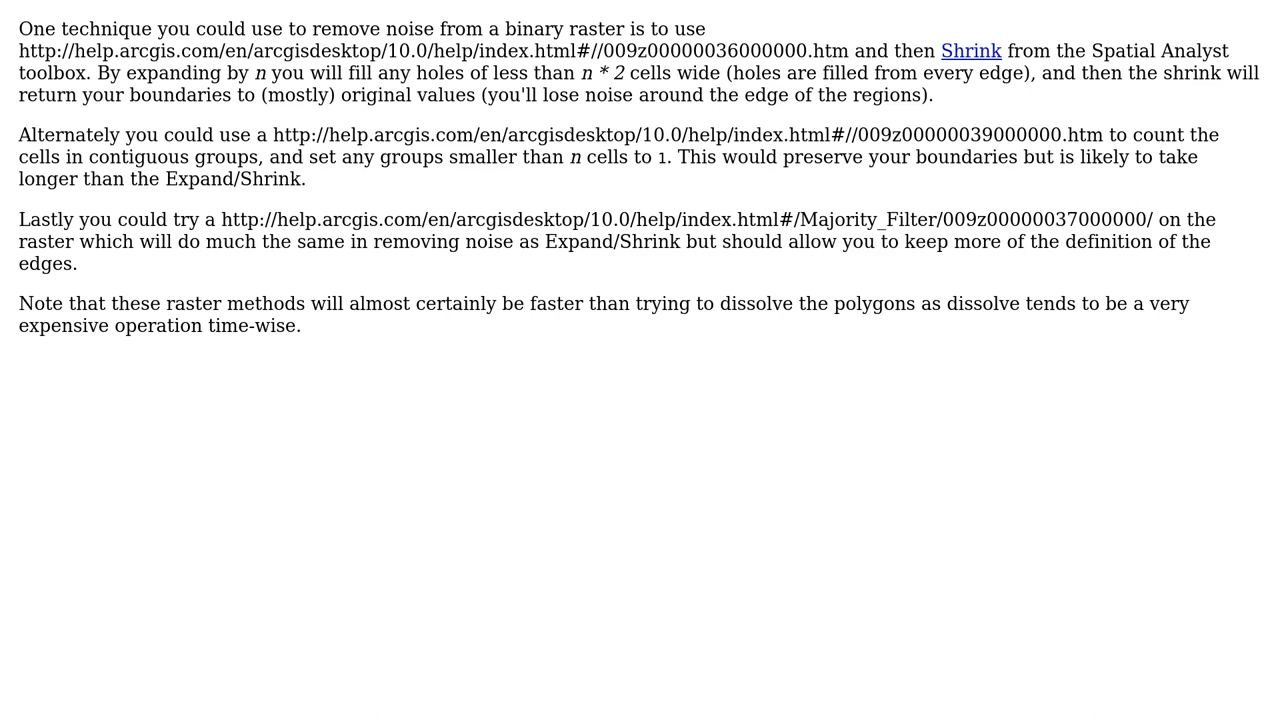 One technique you could use to remove noise from a binary raster is to use
http://help.arcgis.com/en/arcgisdesktop/10.0/help/index.html#//009z00000036000000.htm and then Shrink from the Spatial Analyst
toolbox. By expanding by n you will fill any holes of less than n * 2 cells wide (holes are filled from every edge), and then the shrink will
return your boundaries to (mostly) original values (you'll lose noise around the edge of the regions).
Alternately you could use a http://help.arcgis.com/en/arcgisdesktop/10.0/help/index.html#//009z00000039000000.htm to count the
cells in contiguous groups, and set any groups smaller than n cells to 1. This would preserve your boundaries but is likely to take
longer than the Expand/Shrink.
Lastly you could try a http://help.arcgis.com/en/arcgisdesktop/10.0/help/index.html#/Majority_Filter/009z00000037000000/ on the
raster which will do much the same in removing noise as Expand/Shrink but should allow you to keep more of the definition of the
edges.
Note that these raster methods will almost certainly be faster than trying to dissolve the polygons as dissolve tends to be a very
expensive operation time-wise.